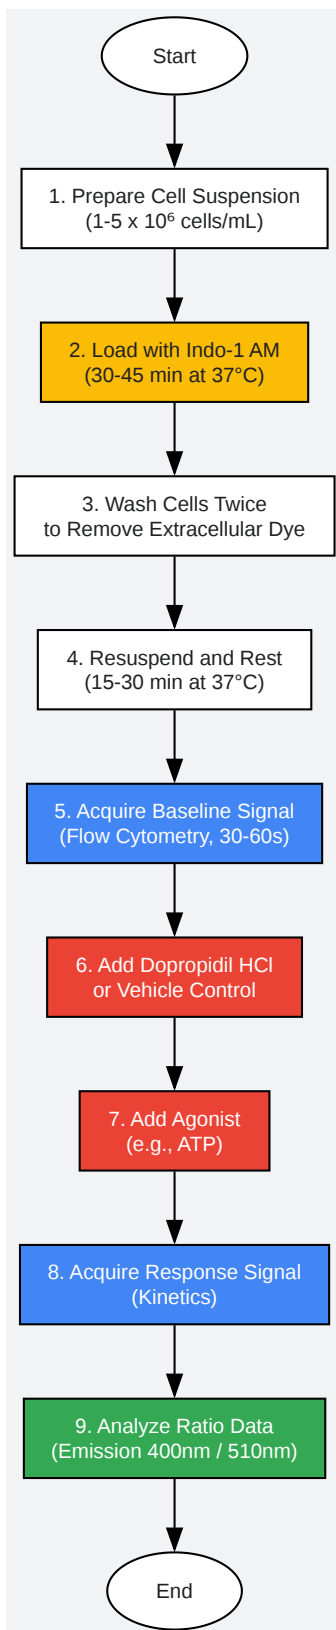 Start
1. Prepare Cell Suspension
(1-5 x 10⁶ cells/mL)
2. Load with Indo-1 AM
(30-45 min at 37°C)
3. Wash Cells Twice
to Remove Extracellular Dye
4. Resuspend and Rest
(15-30 min at 37°C)
5. Acquire Baseline Signal
(Flow Cytometry, 30-60s)
6. Add Dopropidil HCl
or Vehicle Control
7. Add Agonist
(e.g., ATP)
8. Acquire Response Signal
(Kinetics)
9. Analyze Ratio Data
(Emission 400nm / 510nm)
End